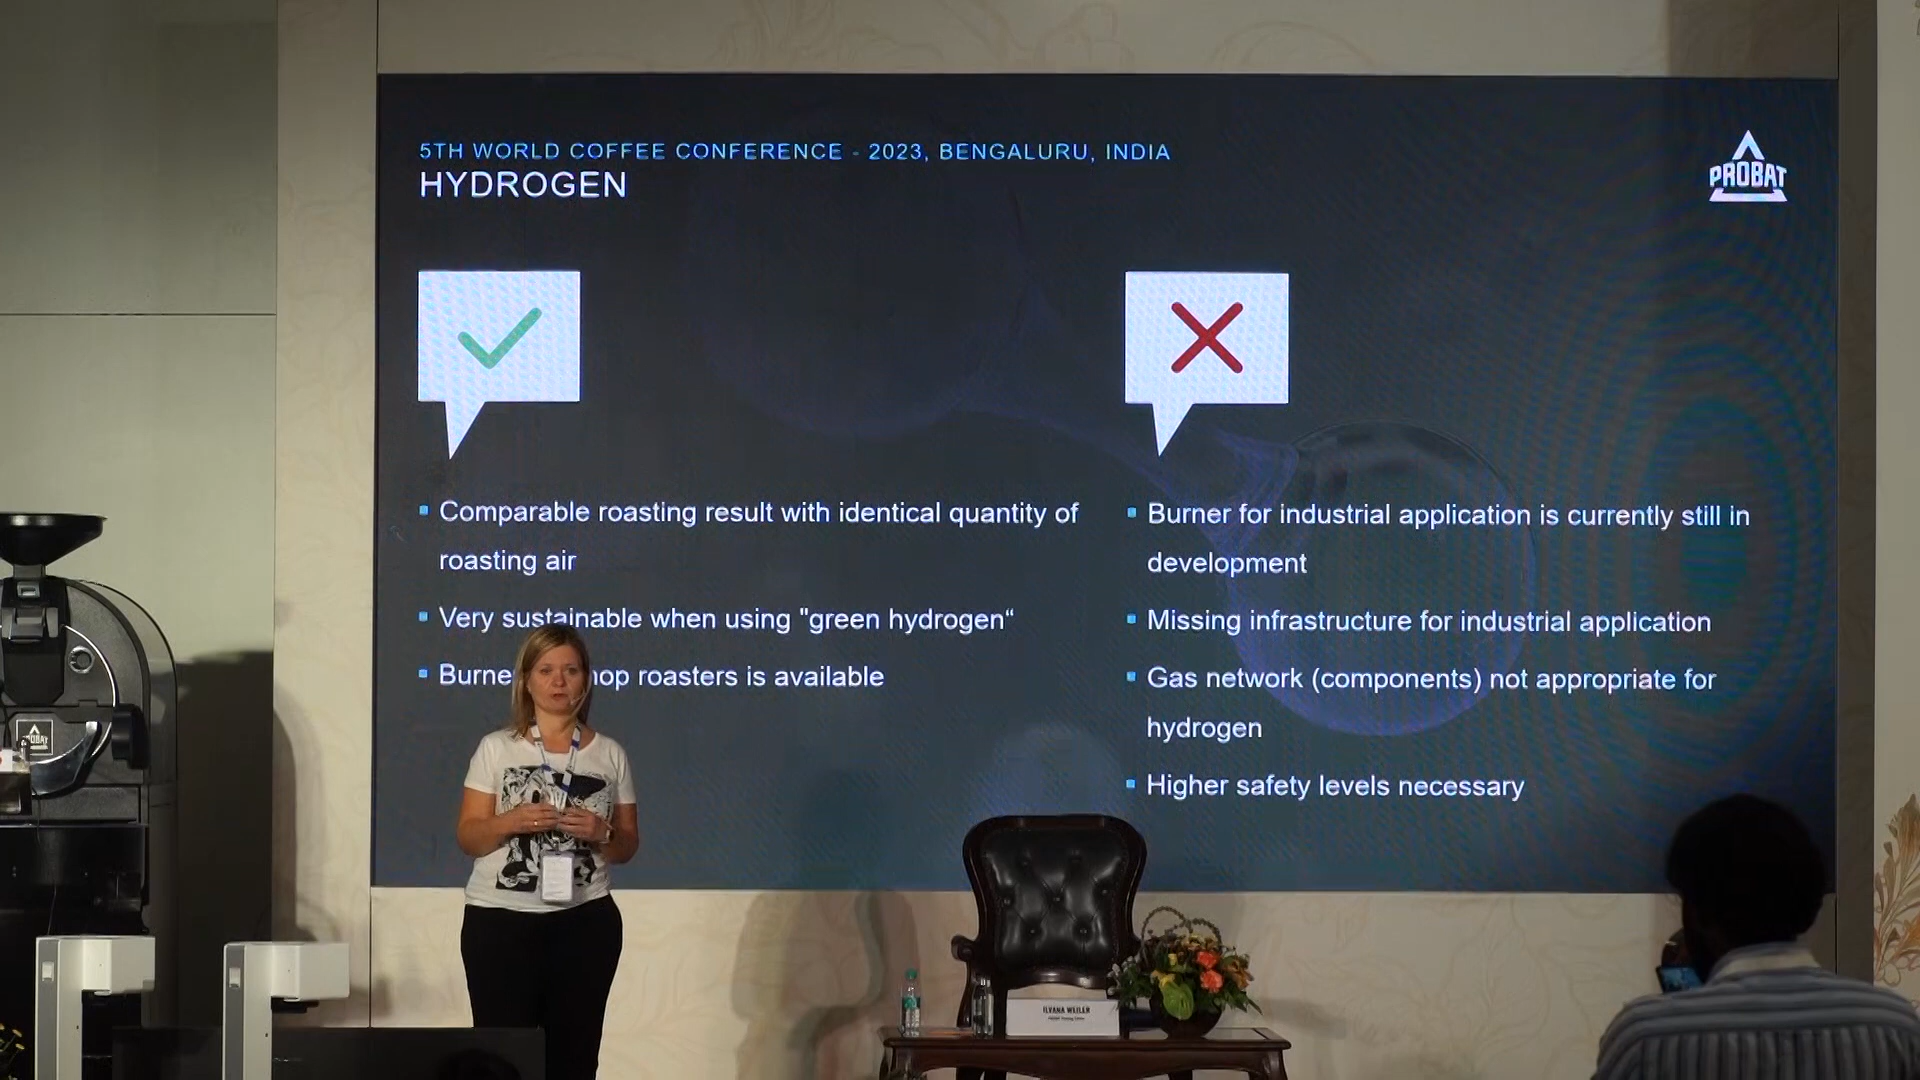 5TH WORLD COFFEE CONFERENCE - 2023, BENGALURU, INDIA
HYDROGEN
PROBAT
Comparable roasting result with identical quantity of
roasting air
Very sustainable when using "green hydrogen“
hop roasters is available
Burner for industrial application is currently still in
development
Missing infrastructure for industrial application
Gas network (components) not appropriate for
hydrogen
Higher safety levels necessary
ILVANA WEILER